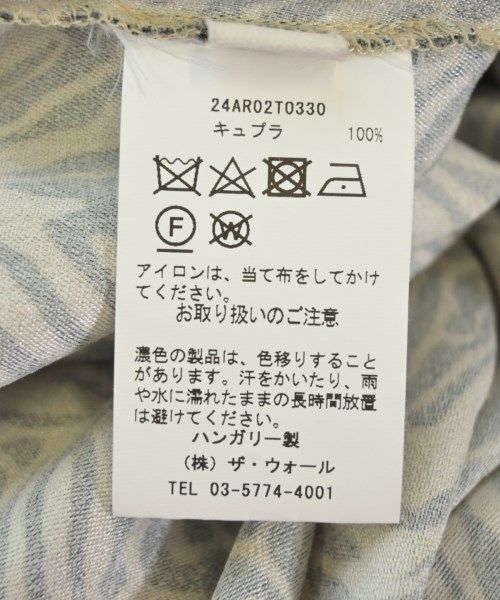 24AR02T0330
キュプラ 100%
F W
アイロンは、当て布をしてかけ
てください。
お取り扱いのご注意
濃色の製品は、色移りすること
があります。汗をかいたり、雨
や水に濡れたままの長時間放置
は避けてください。
ハンガリー製
(株) ザ・ウォール
TEL 03-5774-4001